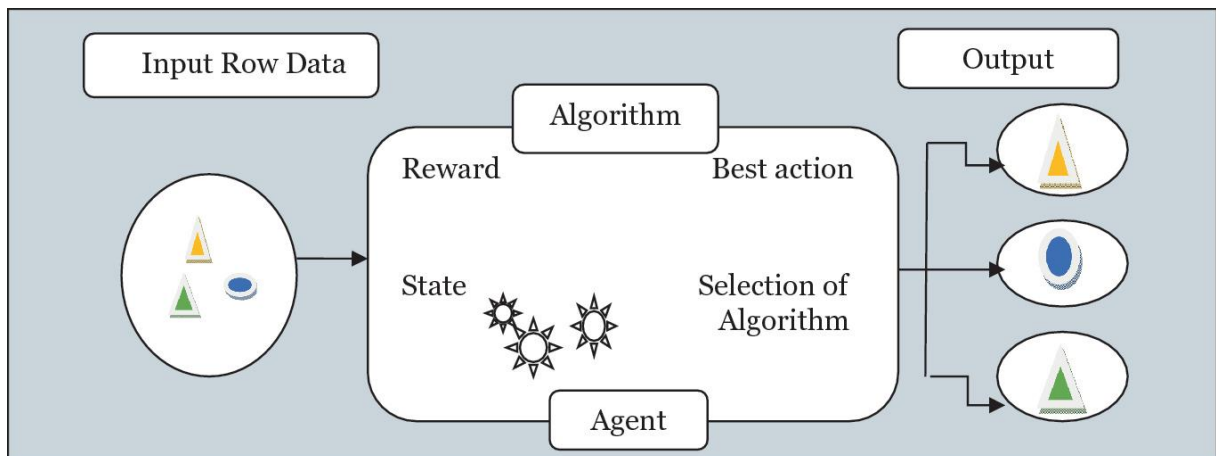 Input Row Data
Output
Algorithm
Reward
Best action
State
Selection of
Algorithm
Agent